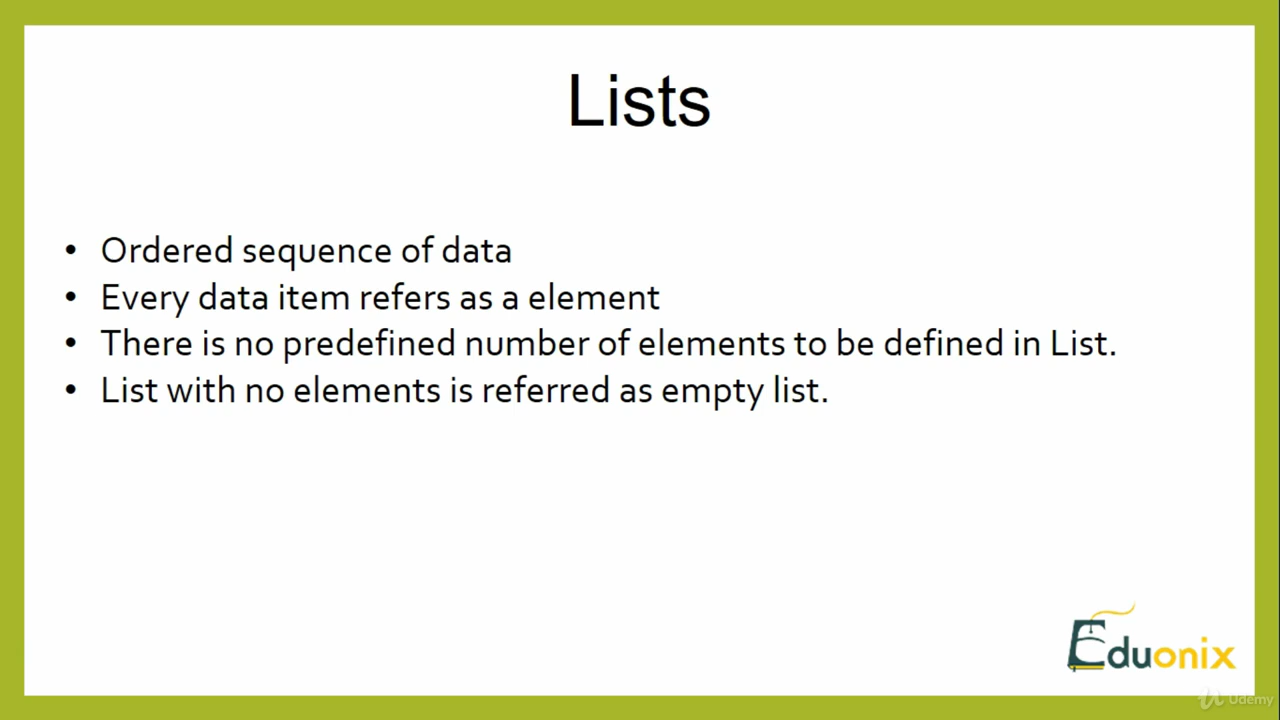 Lists
• Ordered sequence of data
• Every data item refers as a element
• There is no predefined number of elements to be defined in List.
• List with no elements is referred as empty list.
Eduonix
Udemy